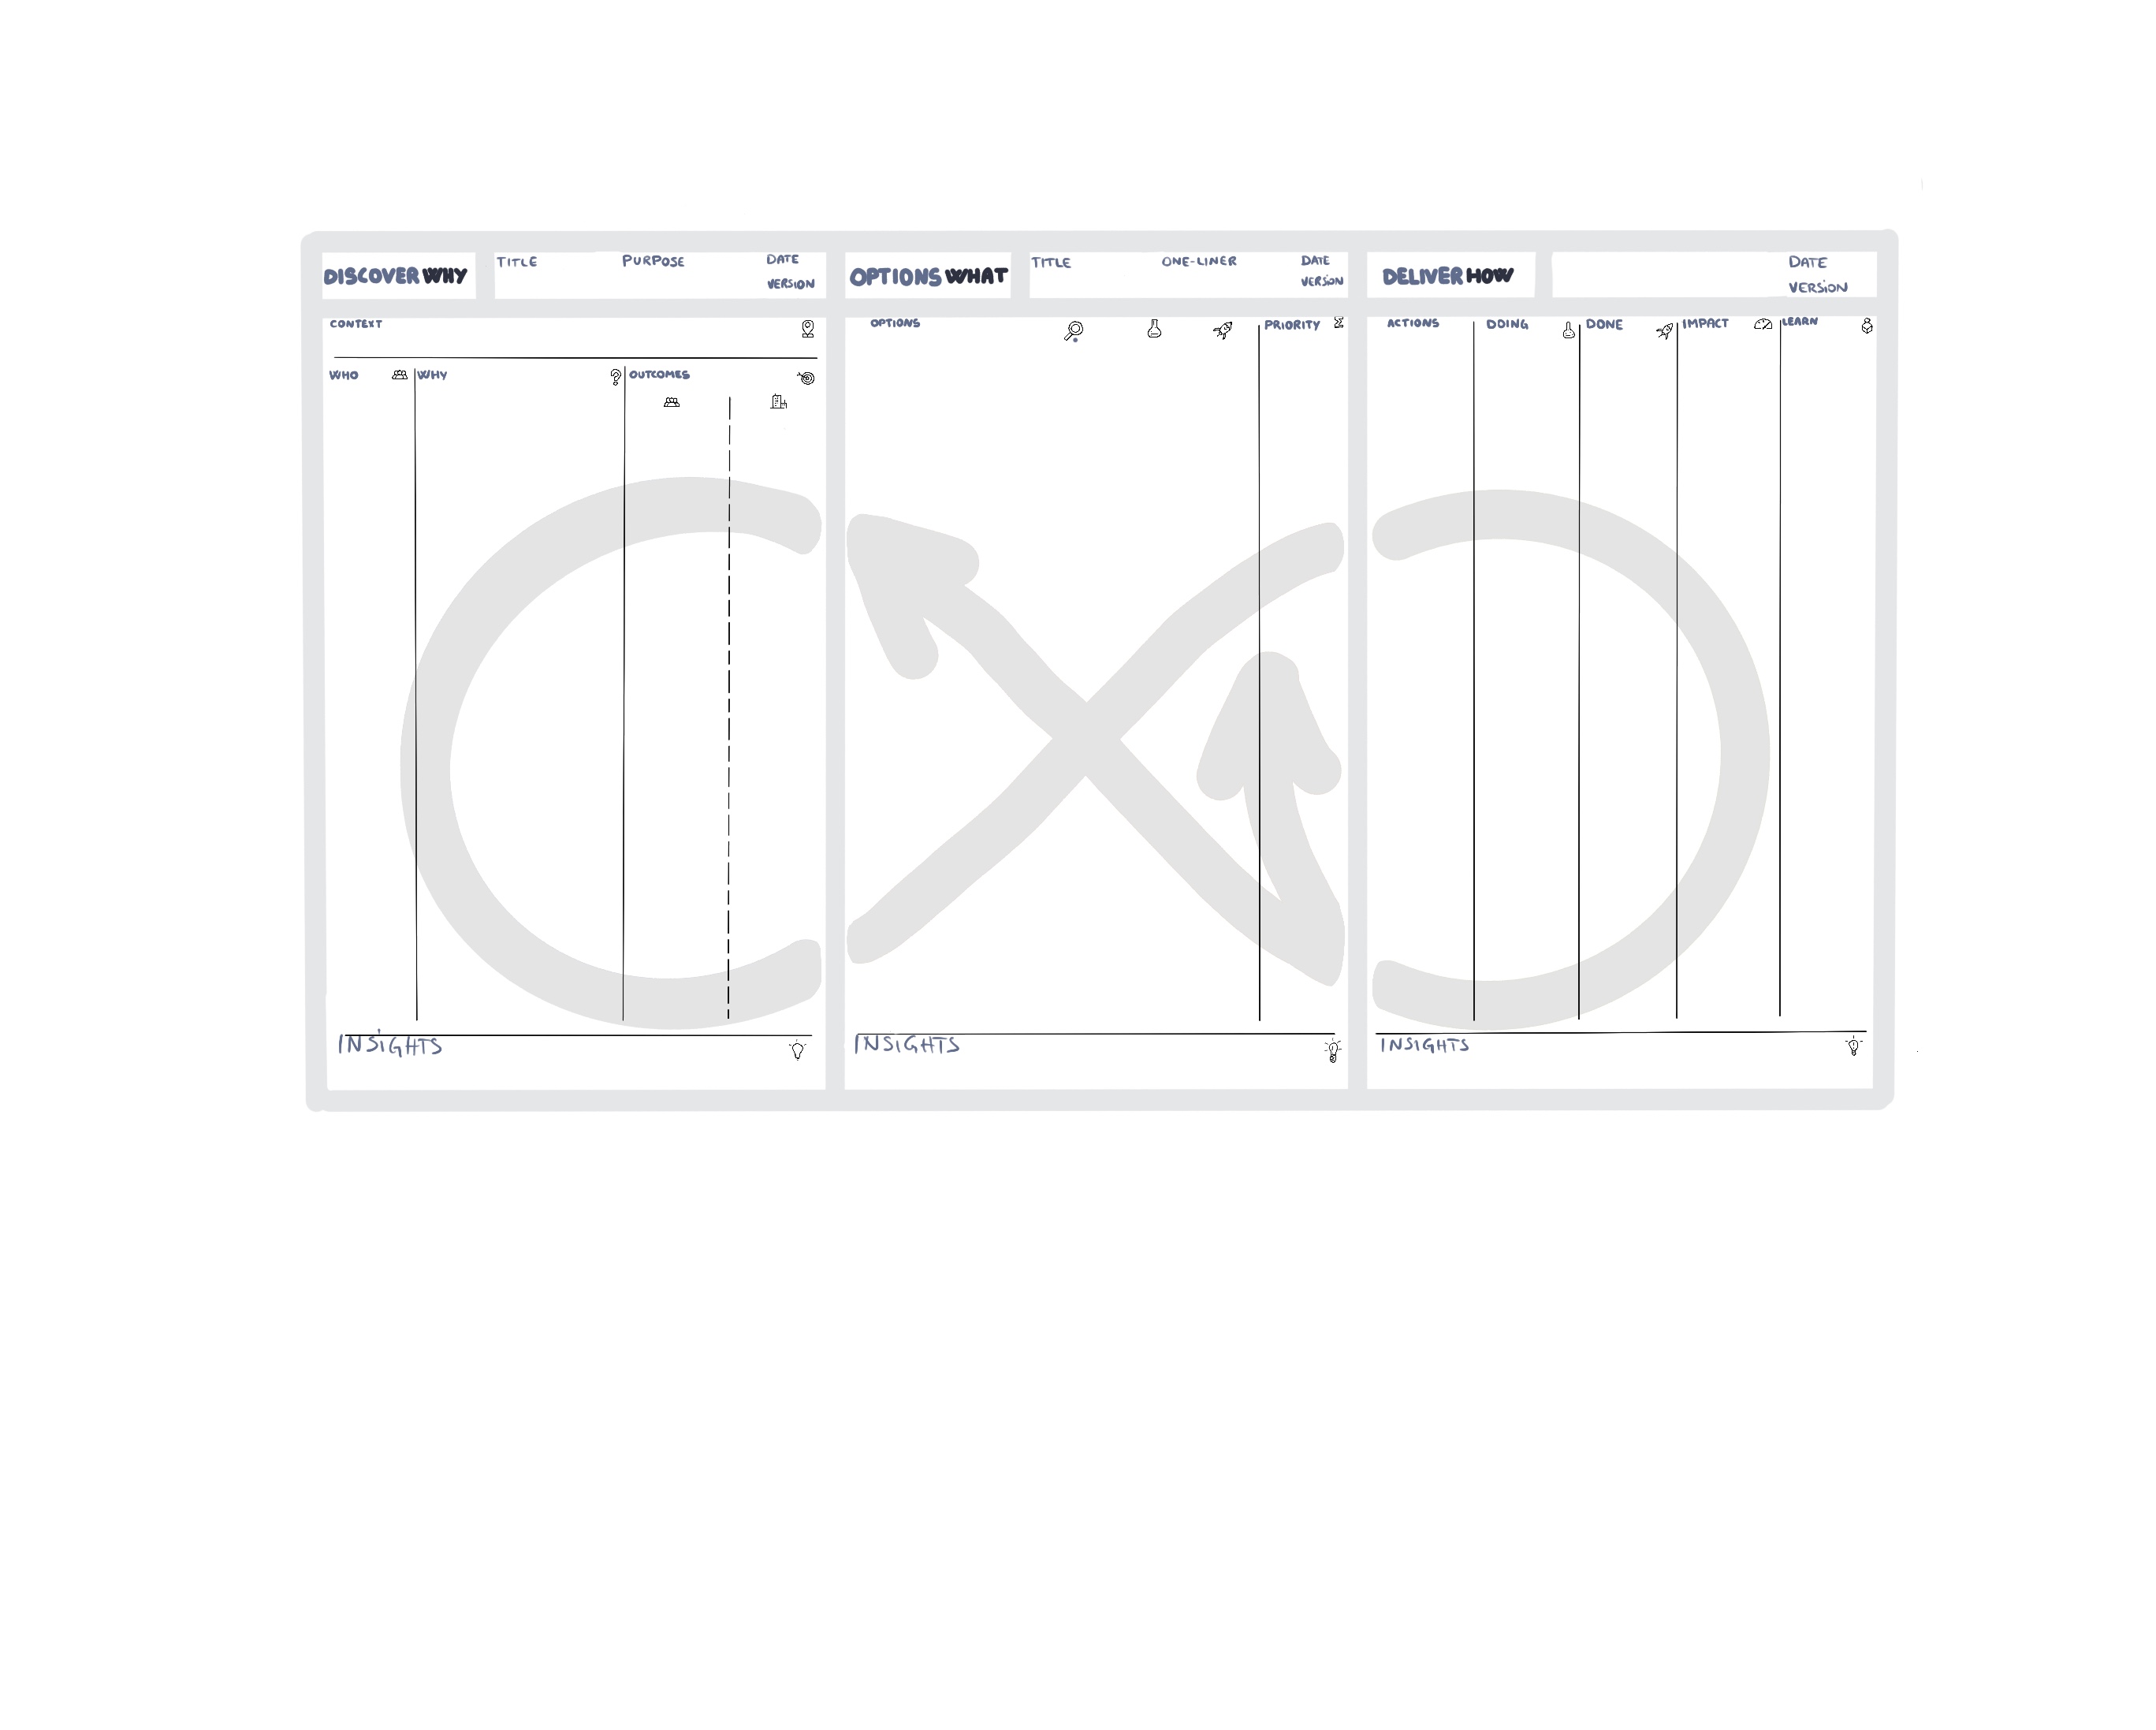 DISCOVER WHY
TITLE PURPOSE DATE
VERSION
CONTEXT
WHO WHY OUTCOMES
INSIGHTS
OPTIONS WHAT
TITLE ONE-LINER DATE
VERSION
OPTIONS PRIORITY Σ
INSIGHTS
DELIVER HOW
DATE
VERSION
ACTIONS DOING DONE IMPACT LEARN
INSIGHTS